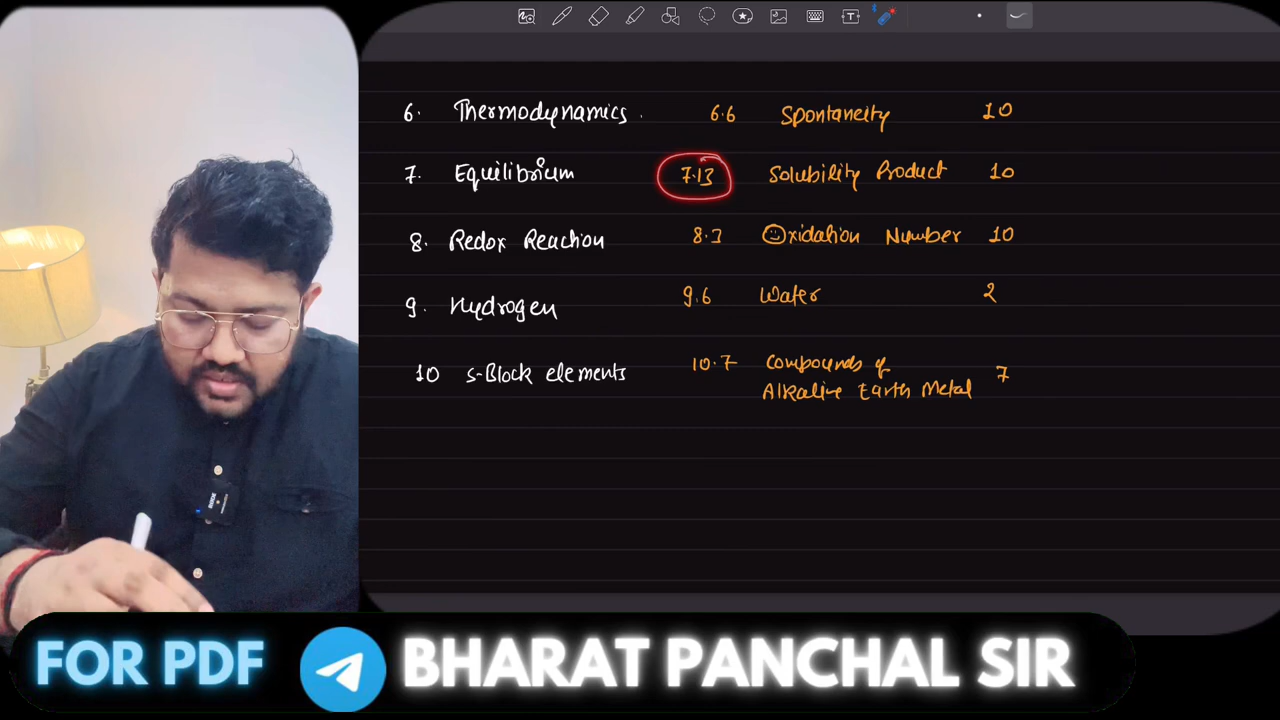 6. Thermodynamics. 6.6 Spontaneity 10
7. Equilibrium 7.13 Solubility Product 10
8. Redox Reaction 8.3 Oxidation Number 10
9. Hydrogen 9.6 Water 2
10 s-Block elements 10.7 Compounds of
Alkaline Earth Metal 7
FOR PDF BHARAT PANCHAL SIR